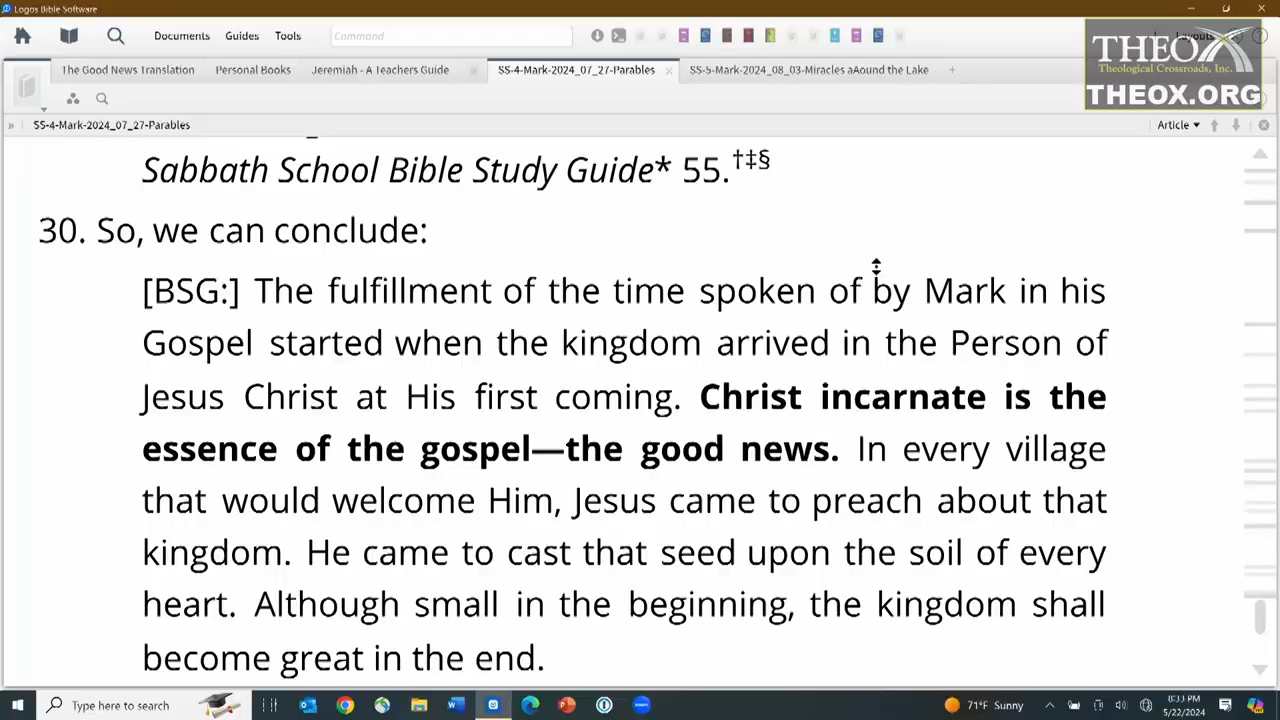 Logos Bible Software
Documents Guides Tools Command
THEOX
Theological Crossroads, Inc.
THEOX.ORG
The Good News Translation Personal Books Jeremiah - A Teachers Gui SS-4-Mark-2024_07_27-Parables SS-5-Mark-2024_08_03-Miracles aAound the Lake
SS-4-Mark-2024_07_27-Parables Article
Sabbath School Bible Study Guide* 55.†‡§
30. So, we can conclude:
[BSG:] The fulfillment of the time spoken of by Mark in his
Gospel started when the kingdom arrived in the Person of
Jesus Christ at His first coming. Christ incarnate is the
essence of the gospel—the good news. In every village
that would welcome Him, Jesus came to preach about that
kingdom. He came to cast that seed upon the soil of every
heart. Although small in the beginning, the kingdom shall
become great in the end.
Type here to search 71°F Sunny 8:33 PM
5/22/2024